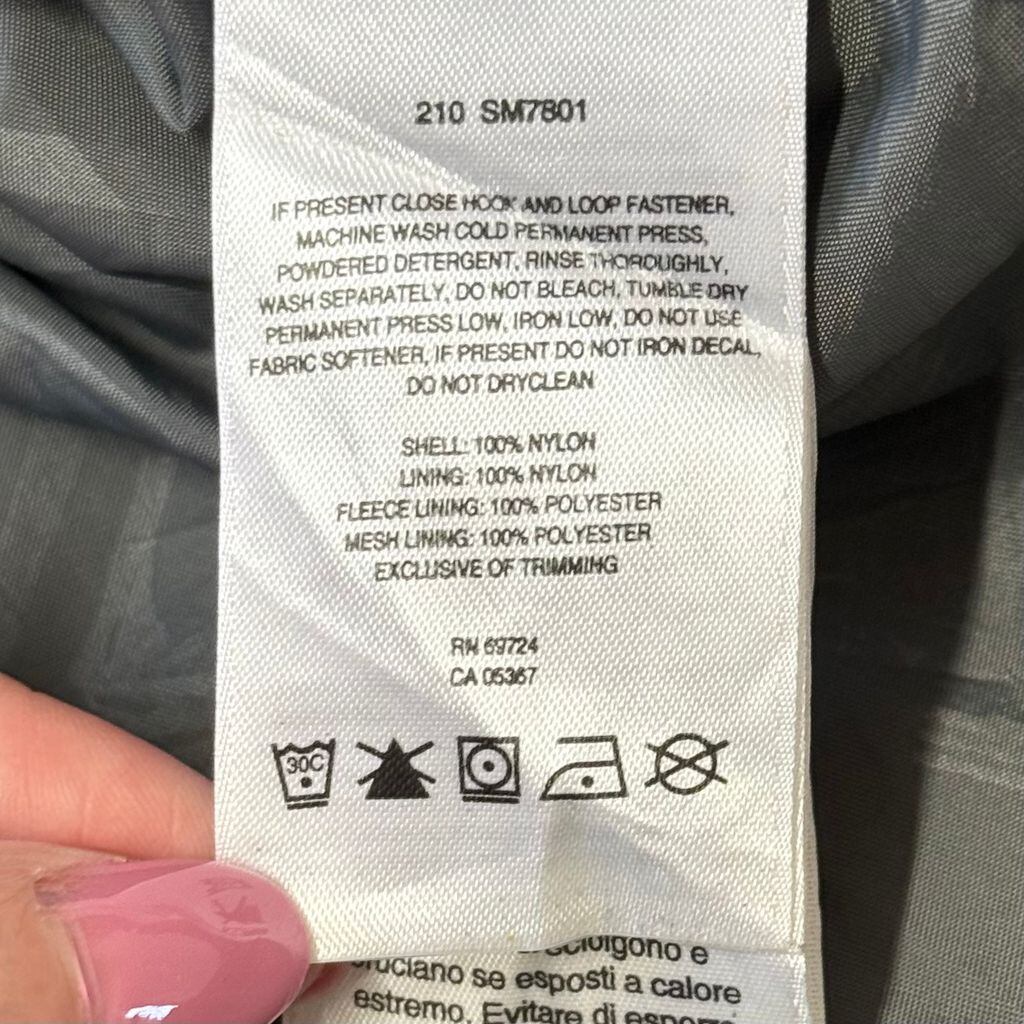 210 SM7801
IF PRESENT CLOSE HOOK AND LOOP FASTENER,
MACHINE WASH COLD PERMANENT PRESS,
POWDERED DETERGENT, RINSE THOROUGHLY,
WASH SEPARATELY, DO NOT BLEACH, TUMBLE DRY
PERMANENT PRESS LOW, IRON LOW, DO NOT USE
FABRIC SOFTENER, IF PRESENT DO NOT IRON DECAL,
DO NOT DRYCLEAN
SHELL: 100% NYLON
LINING: 100% NYLON
FLEECE LINING: 100% POLYESTER
MESH LINING: 100% POLYESTER
EXCLUSIVE OF TRIMMING
RN 69724
CA 05367
30C
e
se esposti a calore
estremo. Evitare di